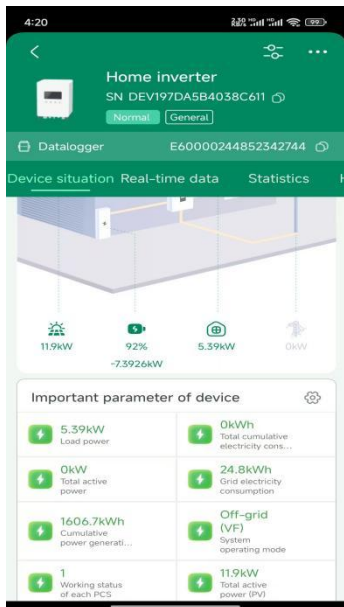 4:20
99
Home inverter
SN DEV197DA5B4038C611
Normal General
Datalogger E60000244852342744
Device situation Real-time data Statistics
11.9kW 92% 5.39kW 0kW
-7.3926kW
Important parameter of device
5.39kW
Load power
0kWh
Total cumulative
electricity cons...
0kW
Total active
power
24.8kWh
Grid electricity
consumption
1606.7kWh
Cumulative
power generati...
Off-grid
(VF)
System
operating mode
1
Working status
of each PCS
11.9kW
Total active
power (PV)